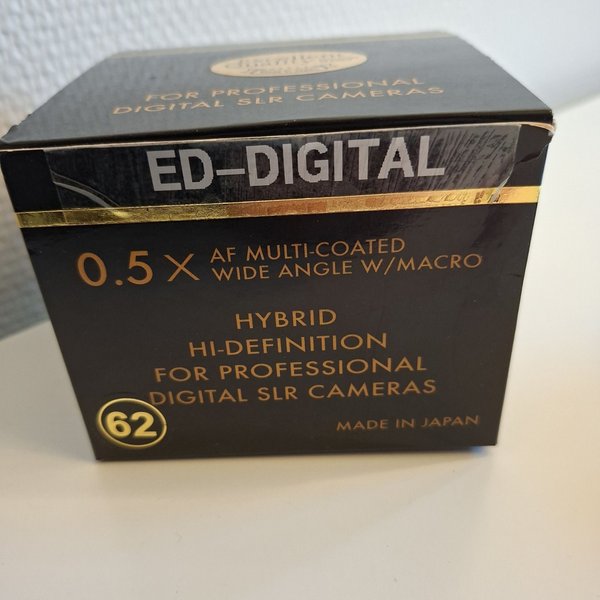 Excellent
FOR PROFESSIONAL
DIGITAL SLR CAMERAS
ED-DIGITAL
0.5X AF MULTI-COATED
WIDE ANGLE W/MACRO
HYBRID
HI-DEFINITION
FOR PROFESSIONAL
DIGITAL SLR CAMERAS
62
MADE IN JAPAN